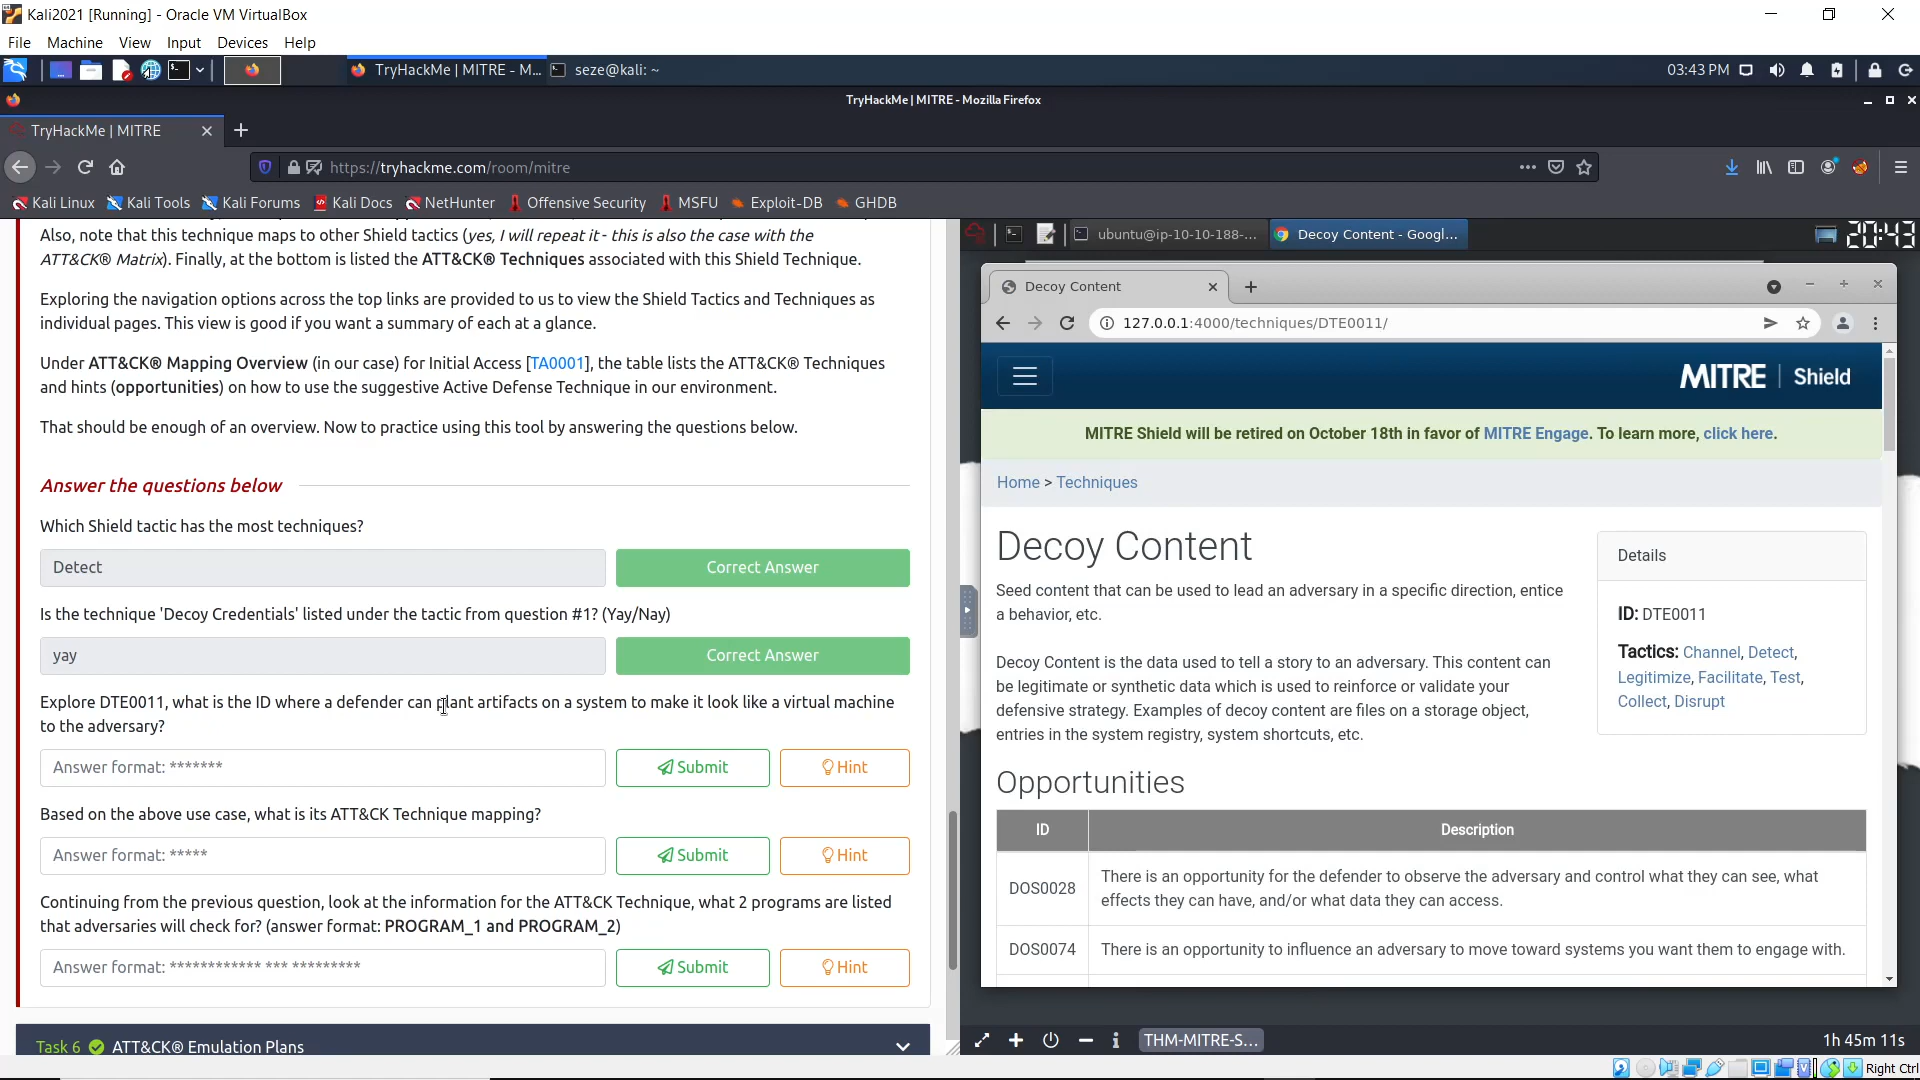 Kali2021 [Running] - Oracle VM VirtualBox
File Machine View Input Devices Help
TryHackMe | MITRE - M... seze@kali: ~ 03:43 PM
TryHackMe | MITRE - Mozilla Firefox
TryHackMe | MITRE
https://tryhackme.com/room/mitre
Kali Linux Kali Tools Kali Forums Kali Docs NetHunter Offensive Security MSFU Exploit-DB GHDB
Also, note that this technique maps to other Shield tactics (yes, I will repeat it - this is also the case with the
ATT&CK® Matrix). Finally, at the bottom is listed the ATT&CK® Techniques associated with this Shield Technique.
Exploring the navigation options across the top links are provided to us to view the Shield Tactics and Techniques as
individual pages. This view is good if you want a summary of each at a glance.
Under ATT&CK® Mapping Overview (in our case) for Initial Access [TA0001], the table lists the ATT&CK® Techniques
and hints (opportunities) on how to use the suggestive Active Defense Technique in our environment.
That should be enough of an overview. Now to practice using this tool by answering the questions below.
Answer the questions below
Which Shield tactic has the most techniques?
Detect Correct Answer
Is the technique 'Decoy Credentials' listed under the tactic from question #1? (Yay/Nay)
yay Correct Answer
Explore DTE0011, what is the ID where a defender can plant artifacts on a system to make it look like a virtual machine
to the adversary?
Answer format: ******* Submit Hint
Based on the above use case, what is its ATT&CK Technique mapping?
Answer format: ***** Submit Hint
Continuing from the previous question, look at the information for the ATT&CK Technique, what 2 programs are listed
that adversaries will check for? (answer format: PROGRAM_1 and PROGRAM_2)
Answer format: ************ *** ********* Submit Hint
Task 6 ATT&CK® Emulation Plans
ubuntu@ip-10-10-188-... Decoy Content - Googl... 20:43
Decoy Content
127.0.0.1:4000/techniques/DTE0011/
MITRE | Shield
MITRE Shield will be retired on October 18th in favor of MITRE Engage. To learn more, click here.
Home > Techniques
Decoy Content
Seed content that can be used to lead an adversary in a specific direction, entice
a behavior, etc.
Decoy Content is the data used to tell a story to an adversary. This content can
be legitimate or synthetic data which is used to reinforce or validate your
defensive strategy. Examples of decoy content are files on a storage object,
entries in the system registry, system shortcuts, etc.
Details
ID: DTE0011
Tactics: Channel, Detect,
Legitimize, Facilitate, Test,
Collect, Disrupt
Opportunities
ID Description
DOS0028 There is an opportunity for the defender to observe the adversary and control what they can see, what
effects they can have, and/or what data they can access.
DOS0074 There is an opportunity to influence an adversary to move toward systems you want them to engage with.
THM-MITRE-S... 1h 45m 11s
Right Ctrl